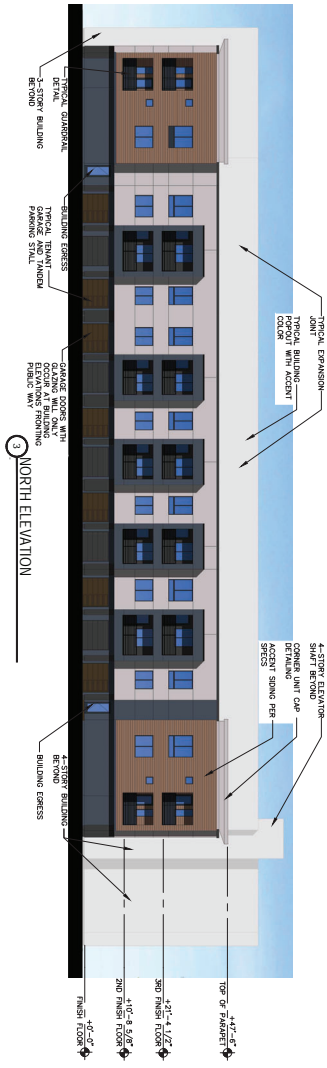 TYPICAL EXPANSION
JOINT
TYPICAL BUILDING
POPOUT WITH ACCENT
COLOR
4-STORY ELEVATOR
SHAFT BEYOND
CORNER UNIT CAP
DETAILING
ACCENT SIDING PER
SPECS
+47'-6"
TOP OF PARAPET
+21'-4 1/2"
3RD FINISH FLOOR
+10'-8 5/8"
2ND FINISH FLOOR
+0'-0"
FINISH FLOOR
TYPICAL GUARDRAIL
DETAIL
3-STORY BUILDING
BEYOND
BUILDING EGRESS
TYPICAL TENANT
GARAGE AND TANDEM
PARKING STALL
GARAGE DOORS WITH
GLAZING WILL ONLY
OCCUR AT BUILDING
ELEVATIONS FRONTING
PUBLIC WAY
4-STORY BUILDING
BEYOND
BUILDING EGRESS
3 NORTH ELEVATION